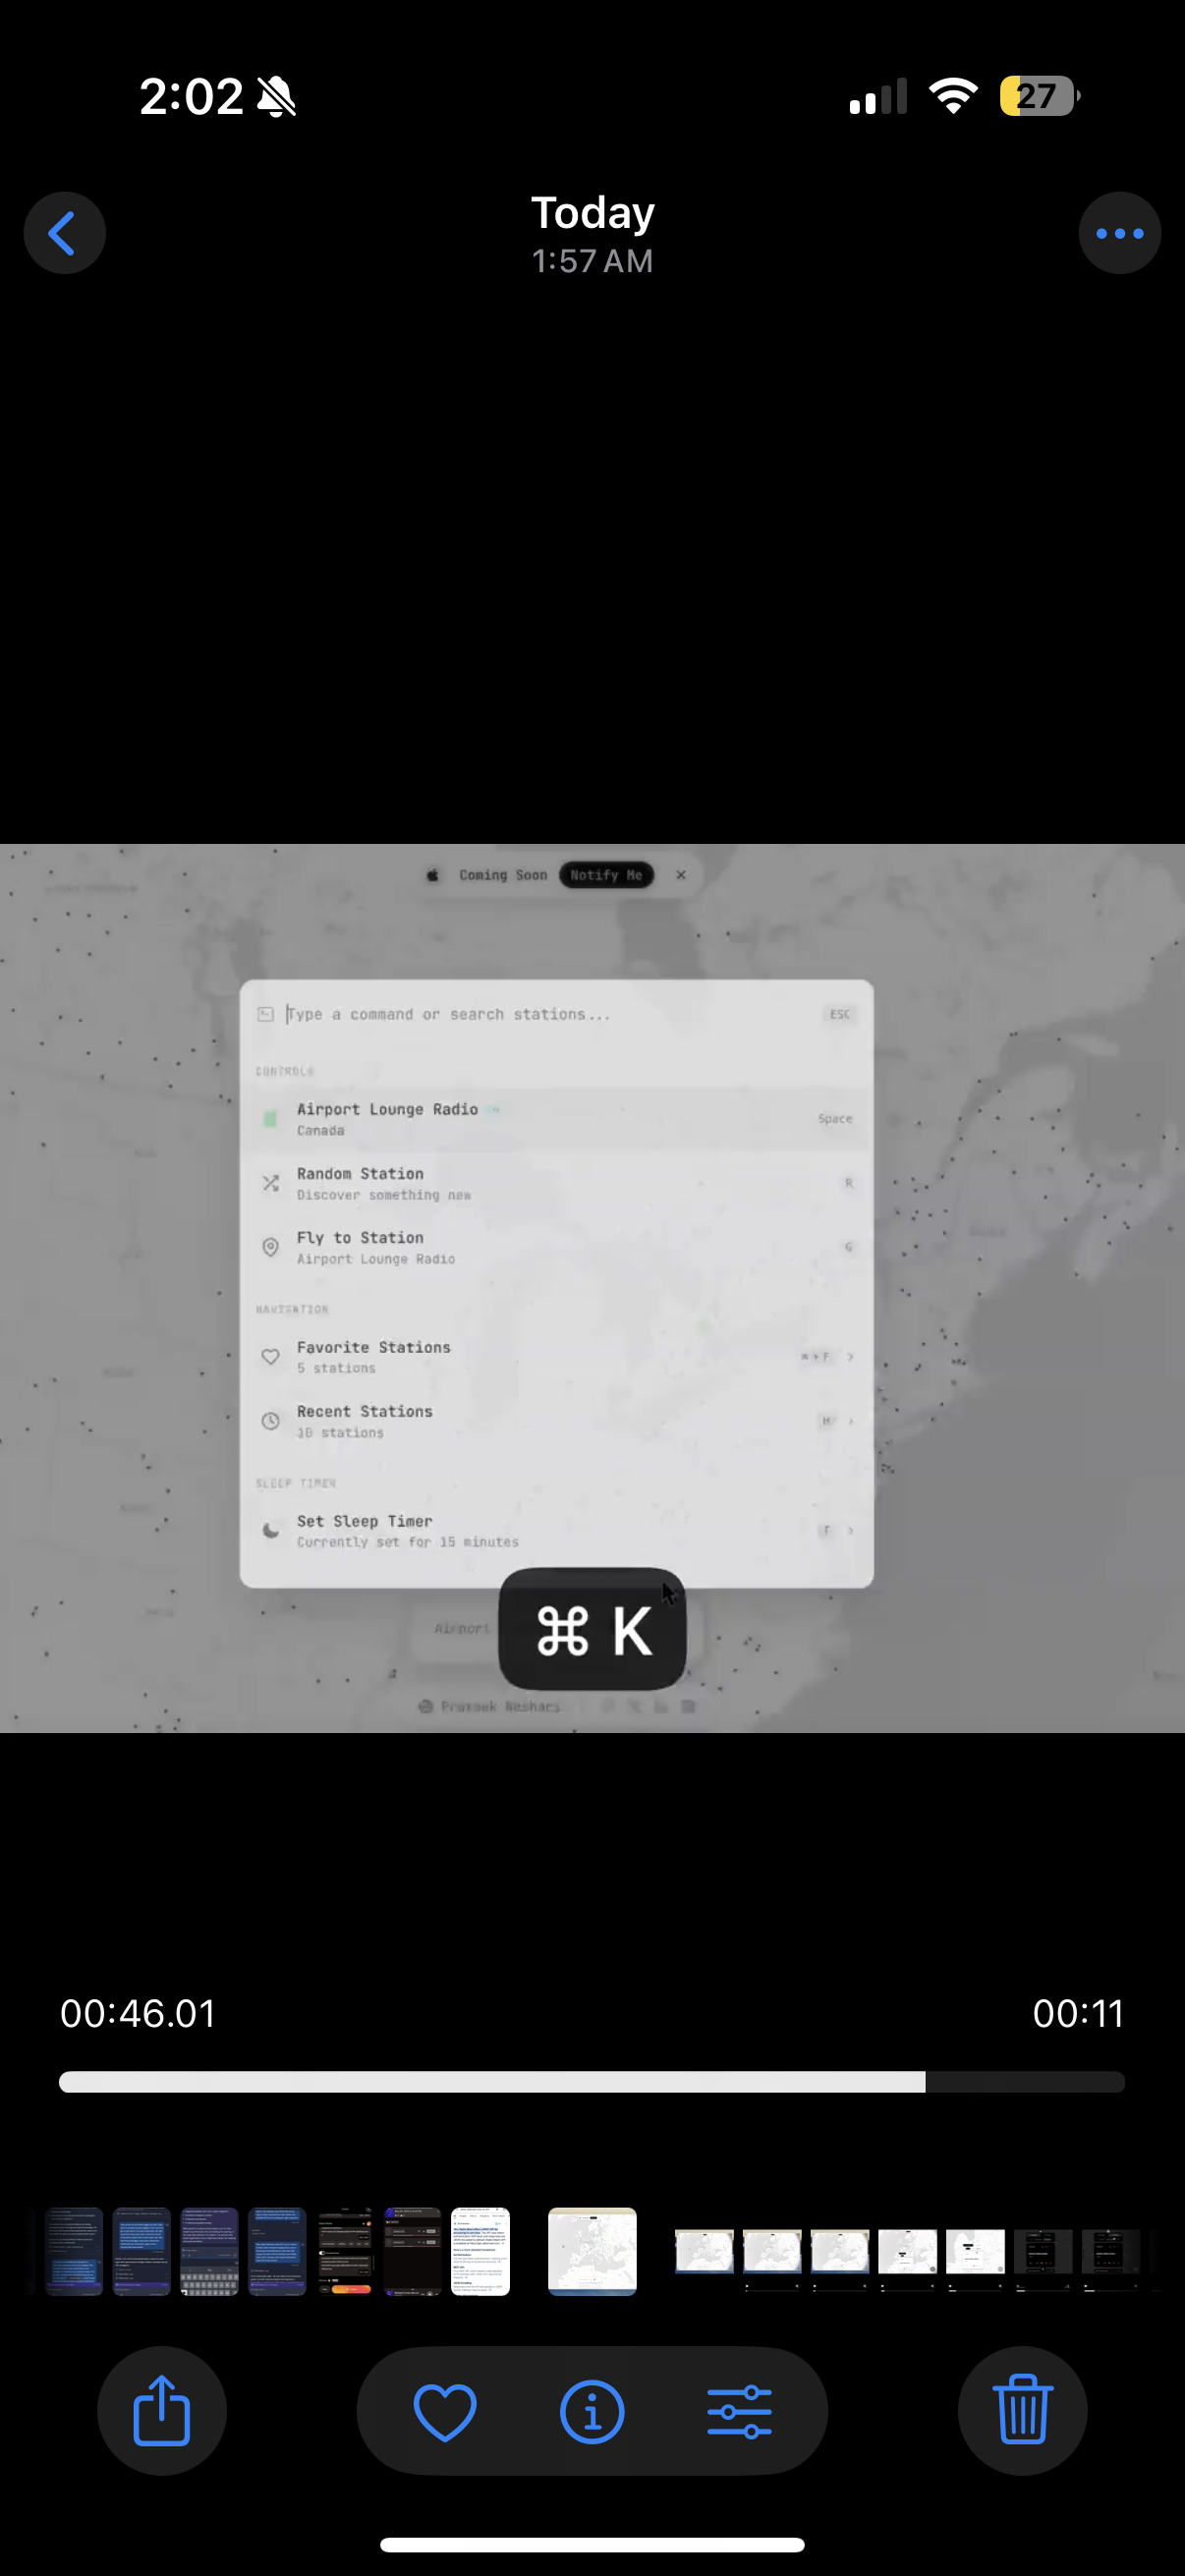 2:02
27
Today
1:57 AM
Coming Soon Notify Me ×
Type a command or search stations... ESC
CONTROLS
Airport Lounge Radio
Canada
Space
Random Station
Discover something new
R
Fly to Station
Airport Lounge Radio
G
NAVIGATION
Favorite Stations
5 stations
F
Recent Stations
10 stations
H
SLEEP TIMER
Set Sleep Timer
Currently set for 15 minutes
T
Airport
⌘ K
00:46.01
00:11